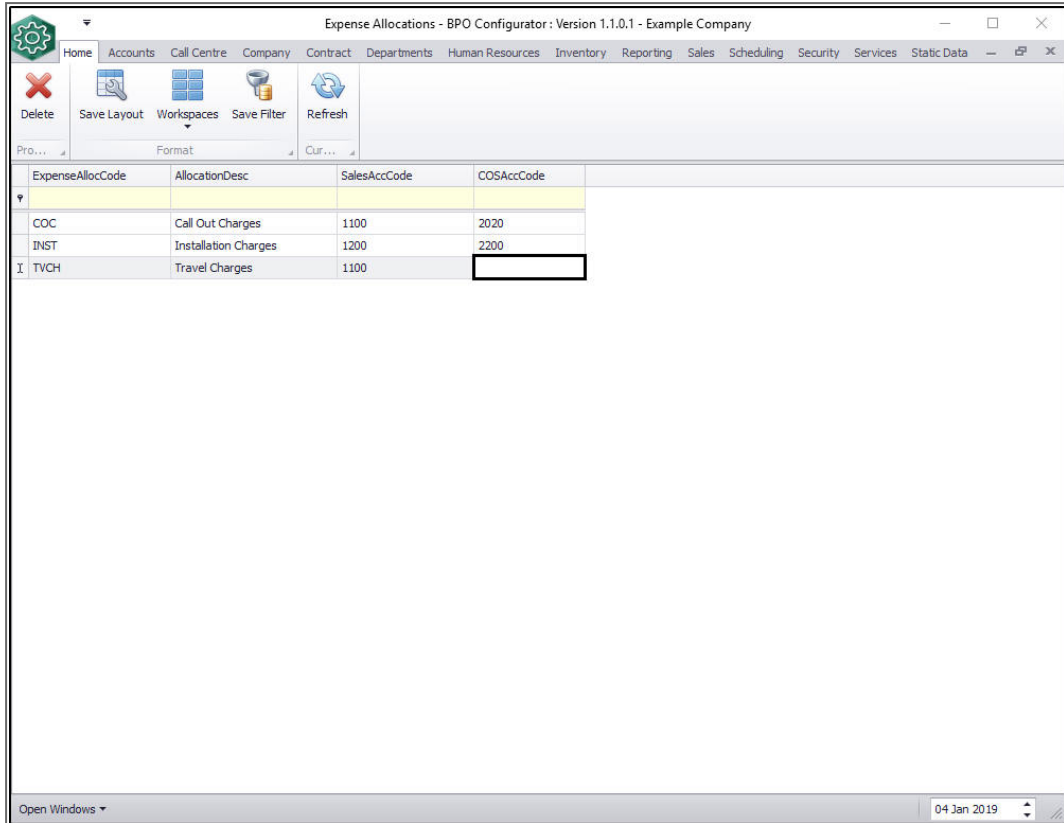 Expense Allocations - BPO Configurator : Version 1.1.0.1 - Example Company
Home Accounts Call Centre Company Contract Departments Human Resources Inventory Reporting Sales Scheduling Security Services Static Data
Delete Save Layout Workspaces Save Filter Refresh
Pro... Format Cur...
ExpenseAllocCode AllocationDesc SalesAccCode COSAccCode
COC Call Out Charges 1100 2020
INST Installation Charges 1200 2200
TVCH Travel Charges 1100
Open Windows 04 Jan 2019